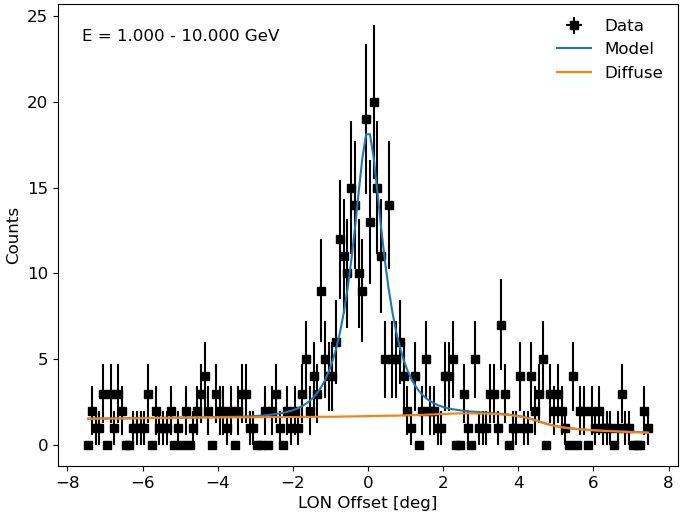 E = 1.000 - 10.000 GeV
Data
Model
Diffuse
25
20
15
10
5
0
Counts
−8 −6 −4 −2 0 2 4 6 8
LON Offset [deg]